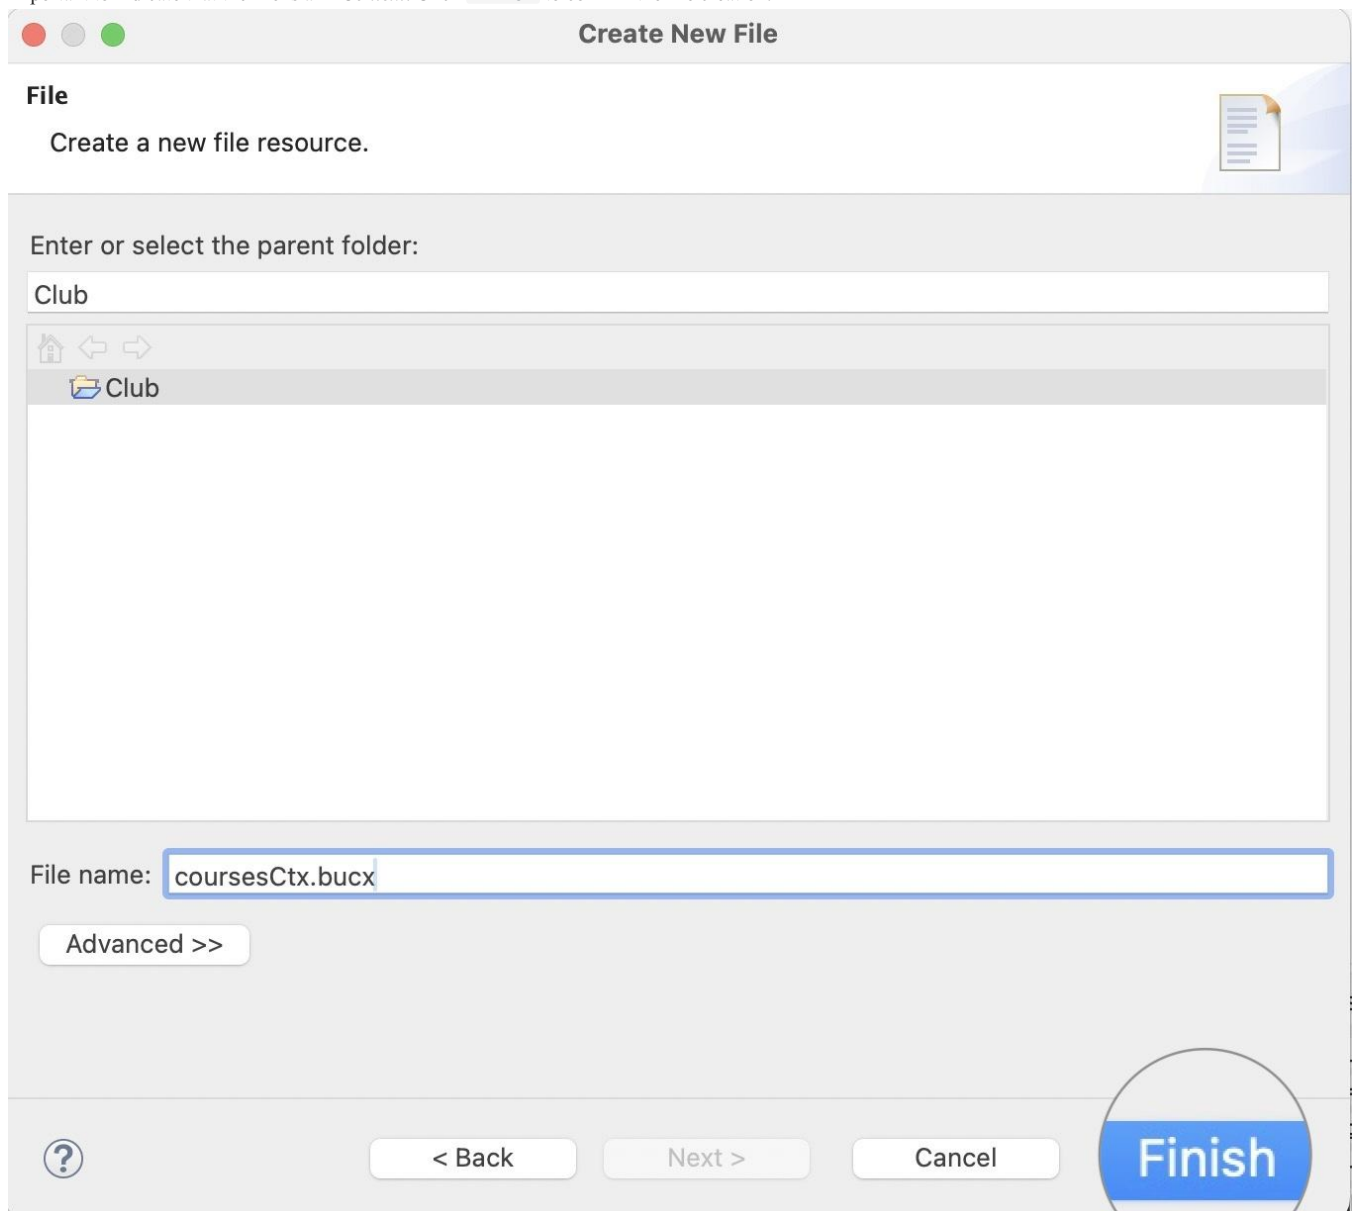 Create New File
File
Create a new file resource.
Enter or select the parent folder:
Club
Club
File name: coursesCtx.bucx
Advanced >>
? < Back Next > Cancel Finish